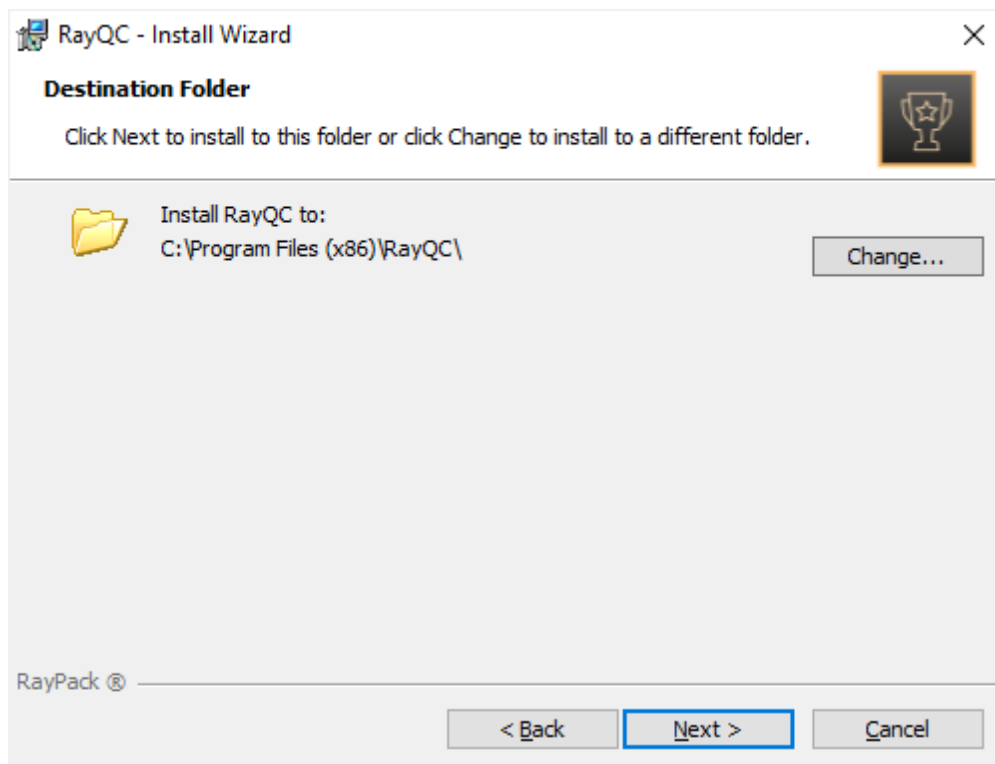 RayQC - Install Wizard
Destination Folder
Click Next to install to this folder or click Change to install to a different folder.
Install RayQC to:
C:\Program Files (x86)\RayQC\
Change...
RayPack ®
< Back
Next >
Cancel